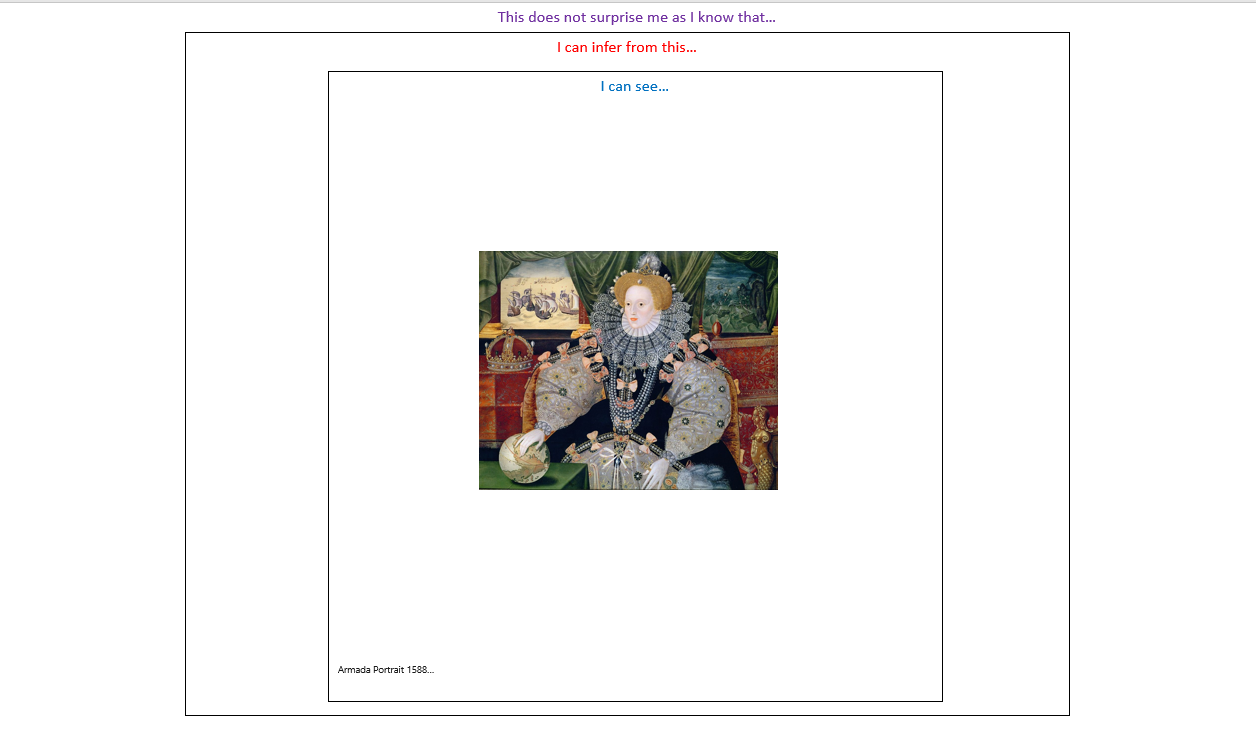 This does not surprise me as I know that...
I can infer from this...
I can see...
Armada Portrait 1588...